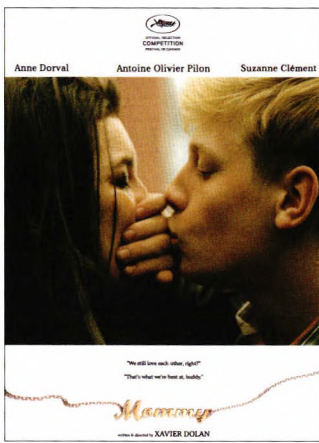 OFFICIAL SELECTION
COMPETITION
FESTIVAL DE CANNES
Anne Dorval Antoine Olivier Pilon Suzanne Clément
"We still love each other, right?"
"That's what we're best at, buddy."
Mommy
written & directed by XAVIER DOLAN